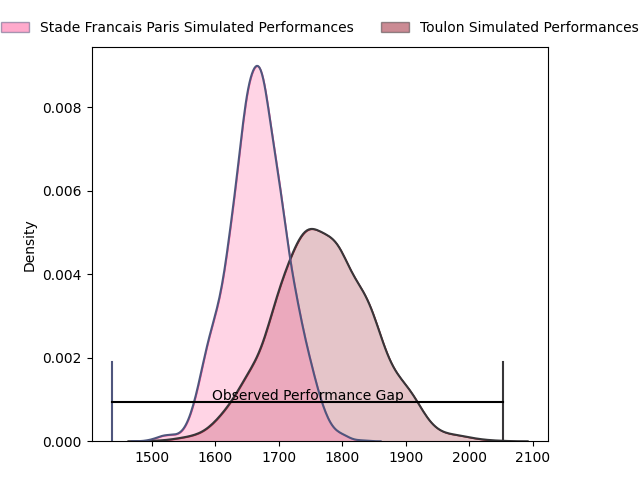 Stade Francais Paris Simulated Performances
Toulon Simulated Performances
Density
0.008
0.006
0.004
0.002
0.000
Observed Performance Gap
1500 1600 1700 1800 1900 2000 2100